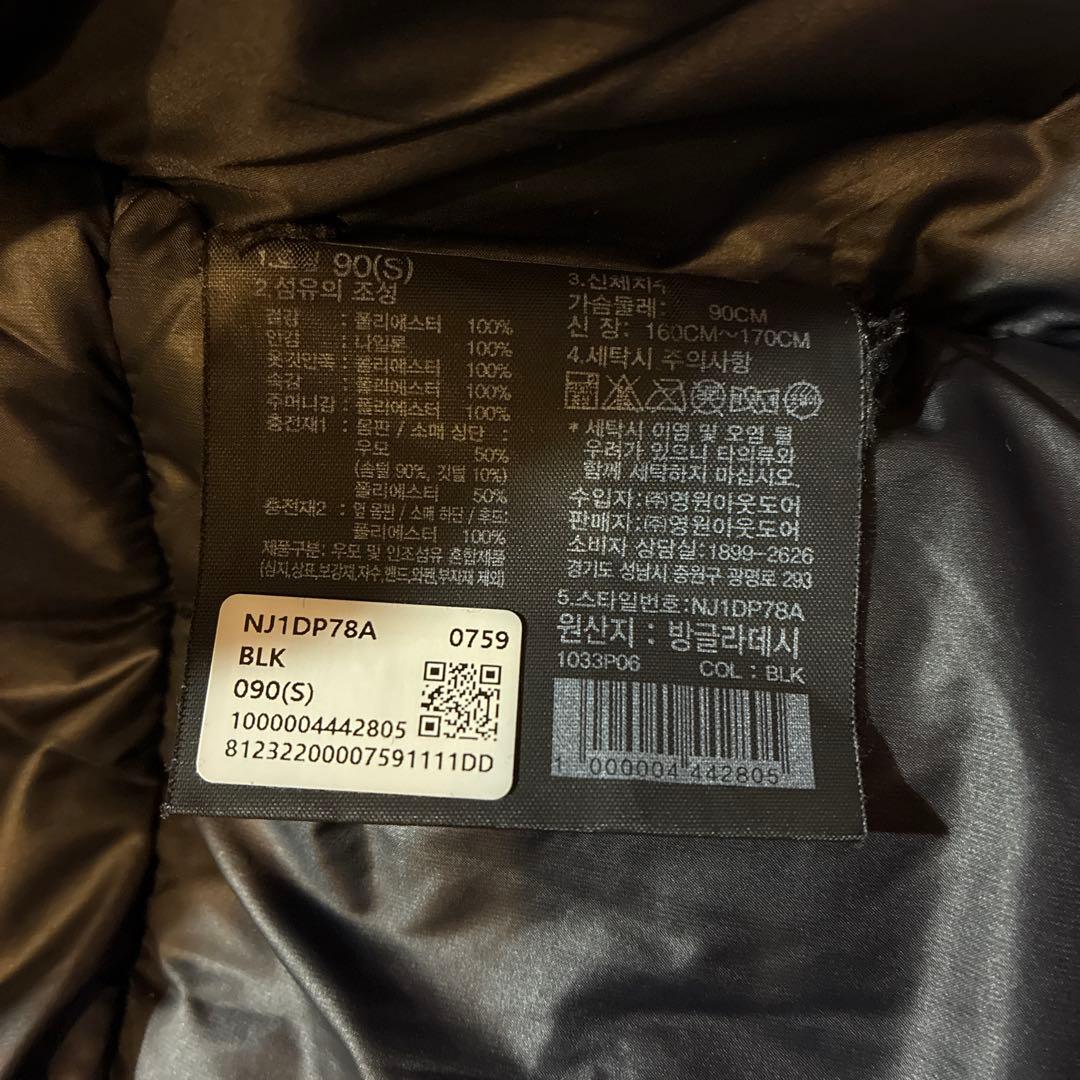 90(S)
2.섬유의 조성
겉감 : 폴리에스터 100%
안감 : 나일론 100%
옷깃안쪽 : 폴리에스터 100%
속감 : 폴리에스터 100%
주머니감 : 폴리에스터 100%
충전재1 : 몸판 / 소매 상단 :
우모 50%
(솜털 90%, 깃털 10%)
폴리에스터 50%
충전재2 : 옆 몸판 / 소매 하단 / 후드:
폴리에스터 100%
제품구분: 우모 및 인조섬유 혼합제품
(심지,상표,보강재,자수,밴드,와펜,부자재 제외)
NJ1DP78A 0759
BLK
090(S)
1000004442805
81232200007591111DD
3.신체치수
가슴둘레: 90CM
신 장: 160CM~170CM
4.세탁시 주의사항
* 세탁시 이염 및 오염 될
우려가 있으니 타의류와
함께 세탁하지 마십시오
수입자:㈜영원아웃도어
판매자:㈜영원아웃도어
소비자 상담실:1899-2626
경기도 성남시 중원구 광명로 293
5.스타일번호:NJ1DP78A
원산지 : 방글라데시
1033P06 COL : BLK
1 000004 442805